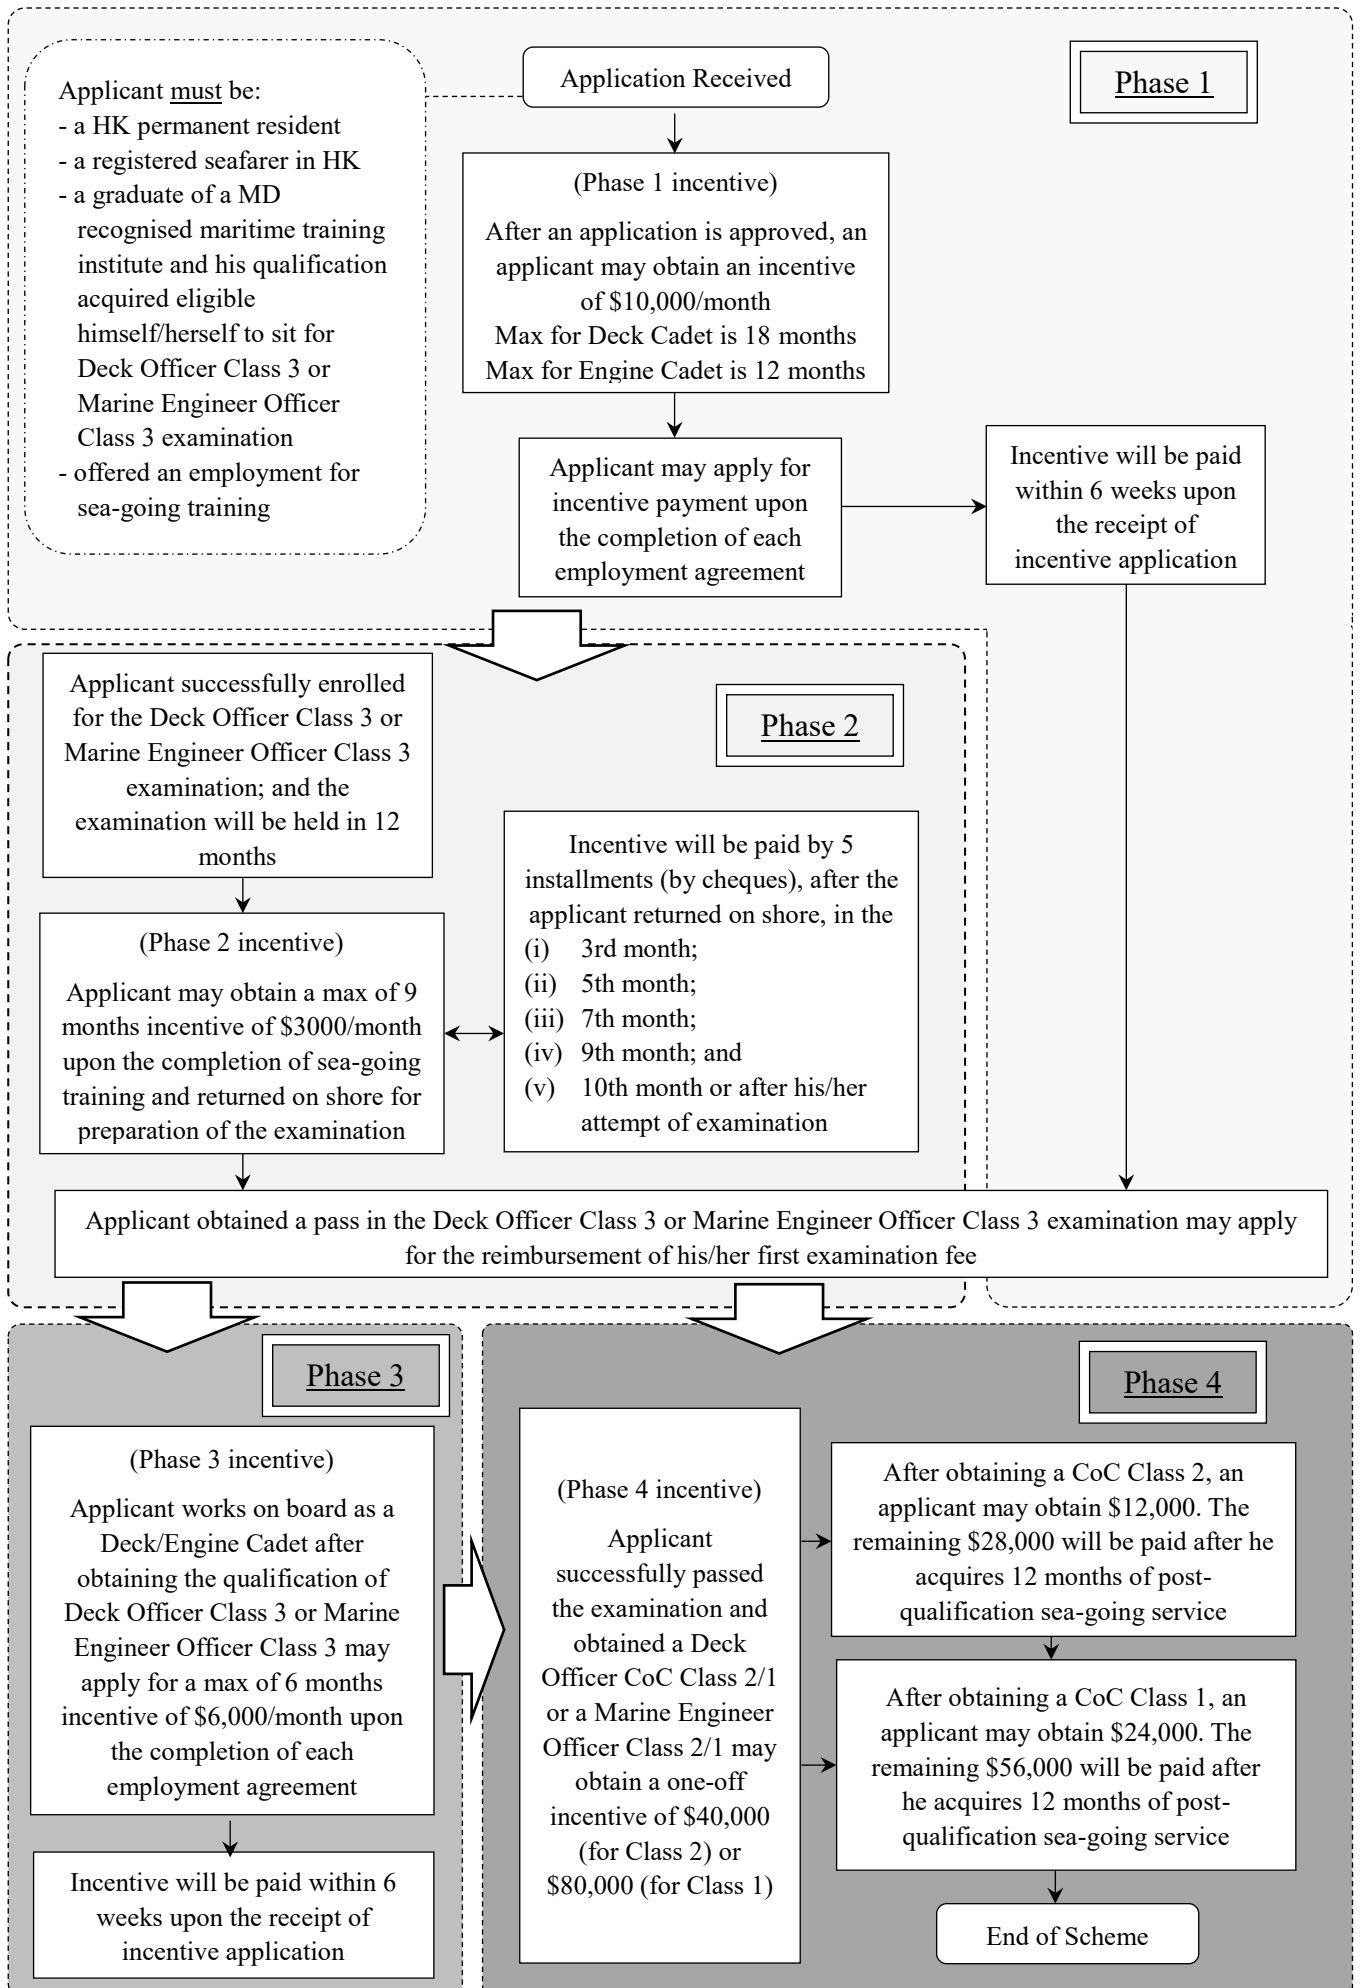 Applicant must be:
- a HK permanent resident
- a registered seafarer in HK
- a graduate of a MD
recognised maritime training
institute and his qualification
acquired eligible
himself/herself to sit for
Deck Officer Class 3 or
Marine Engineer Officer
Class 3 examination
- offered an employment for
sea-going training
Application Received
Phase 1
(Phase 1 incentive)
After an application is approved, an
applicant may obtain an incentive
of $10,000/month
Max for Deck Cadet is 18 months
Max for Engine Cadet is 12 months
Applicant may apply for
incentive payment upon
the completion of each
employment agreement
Incentive will be paid
within 6 weeks upon
the receipt of
incentive application
Phase 2
Applicant successfully enrolled
for the Deck Officer Class 3 or
Marine Engineer Officer Class 3
examination; and the
examination will be held in 12
months
(Phase 2 incentive)
Applicant may obtain a max of 9
months incentive of $3000/month
upon the completion of sea-going
training and returned on shore for
preparation of the examination
Incentive will be paid by 5
installments (by cheques), after the
applicant returned on shore, in the
(i) 3rd month;
(ii) 5th month;
(iii) 7th month;
(iv) 9th month; and
(v) 10th month or after his/her
attempt of examination
Applicant obtained a pass in the Deck Officer Class 3 or Marine Engineer Officer Class 3 examination may apply
for the reimbursement of his/her first examination fee
Phase 3
(Phase 3 incentive)
Applicant works on board as a
Deck/Engine Cadet after
obtaining the qualification of
Deck Officer Class 3 or Marine
Engineer Officer Class 3 may
apply for a max of 6 months
incentive of $6,000/month upon
the completion of each
employment agreement
Incentive will be paid within 6
weeks upon the receipt of
incentive application
Phase 4
(Phase 4 incentive)
Applicant
successfully passed
the examination and
obtained a Deck
Officer CoC Class 2/1
or a Marine Engineer
Officer Class 2/1 may
obtain a one-off
incentive of $40,000
(for Class 2) or
$80,000 (for Class 1)
After obtaining a CoC Class 2, an
applicant may obtain $12,000. The
remaining $28,000 will be paid after he
acquires 12 months of post-
qualification sea-going service
After obtaining a CoC Class 1, an
applicant may obtain $24,000. The
remaining $56,000 will be paid after
he acquires 12 months of post-
qualification sea-going service
End of Scheme